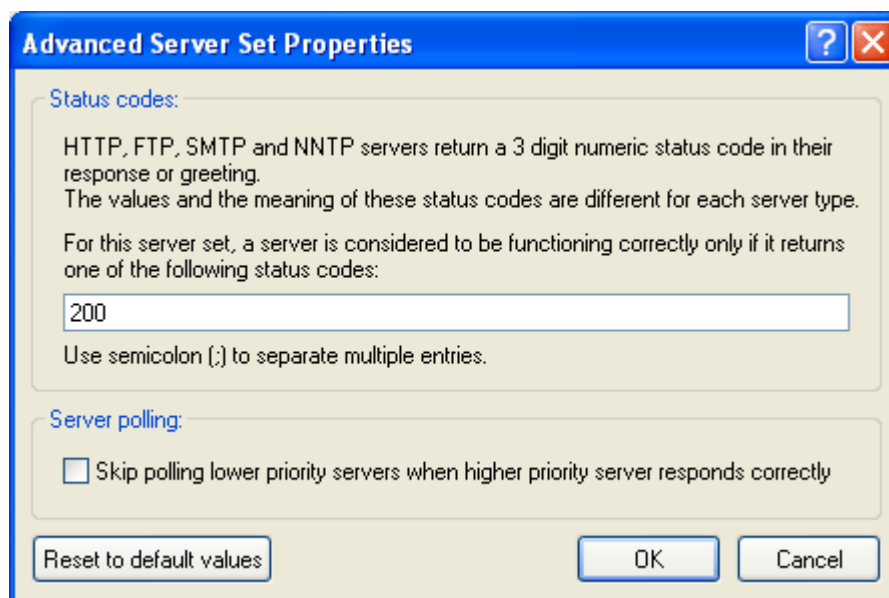 Advanced Server Set Properties
Status codes:
HTTP, FTP, SMTP and NNTP servers return a 3 digit numeric status code in their
response or greeting.
The values and the meaning of these status codes are different for each server type.
For this server set, a server is considered to be functioning correctly only if it returns
one of the following status codes:
200
Use semicolon (;) to separate multiple entries.
Server polling:
Skip polling lower priority servers when higher priority server responds correctly
Reset to default values
OK
Cancel